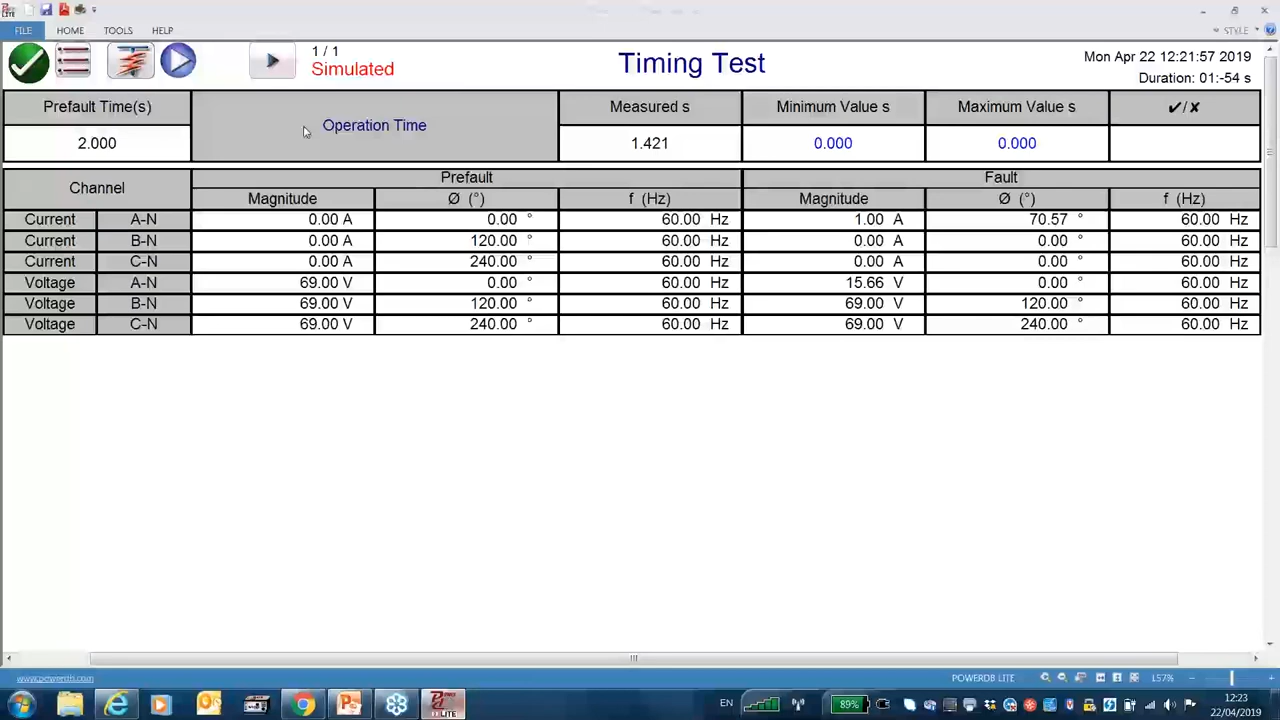 FILE HOME TOOLS HELP STYLE
1 / 1
Simulated
Timing Test
Mon Apr 22 12:21:57 2019
Duration: 01:-54 s
Prefault Time(s) Operation Time Measured s Minimum Value s Maximum Value s ✔/✘
2.000 1.421 0.000 0.000
Channel Prefault Fault
Magnitude Ø (°) f (Hz) Magnitude Ø (°) f (Hz)
Current A-N 0.00 A 0.00 ° 60.00 Hz 1.00 A 70.57 ° 60.00 Hz
Current B-N 0.00 A 120.00 ° 60.00 Hz 0.00 A 0.00 ° 60.00 Hz
Current C-N 0.00 A 240.00 ° 60.00 Hz 0.00 A 0.00 ° 60.00 Hz
Voltage A-N 69.00 V 0.00 ° 60.00 Hz 15.66 V 0.00 ° 60.00 Hz
Voltage B-N 69.00 V 120.00 ° 60.00 Hz 69.00 V 120.00 ° 60.00 Hz
Voltage C-N 69.00 V 240.00 ° 60.00 Hz 69.00 V 240.00 ° 60.00 Hz
www.powerdb.com POWERDB LITE 157%
EN 89% 12:23
22/04/2019